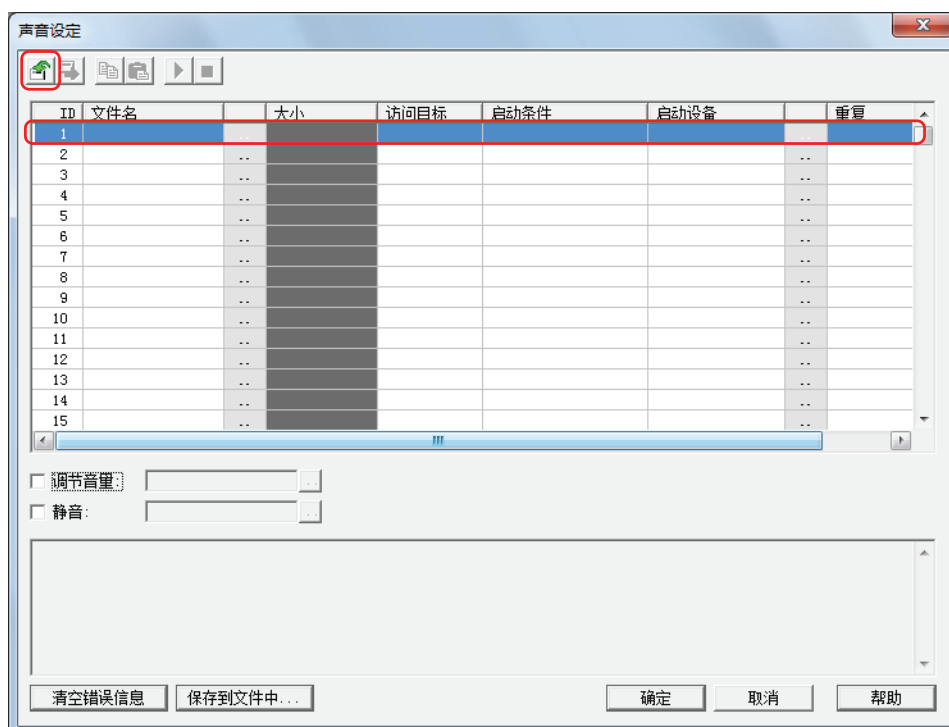 声音设定
ID 文件名 大小 访问目标 启动条件 启动设备 重复
1 .. ..
2 .. ..
3 .. ..
4 .. ..
5 .. ..
6 .. ..
7 .. ..
8 .. ..
9 .. ..
10 .. ..
11 .. ..
12 .. ..
13 .. ..
14 .. ..
15 .. ..
调节音量: ..
静音: ..
清空错误信息 保存到文件中... 确定 取消 帮助